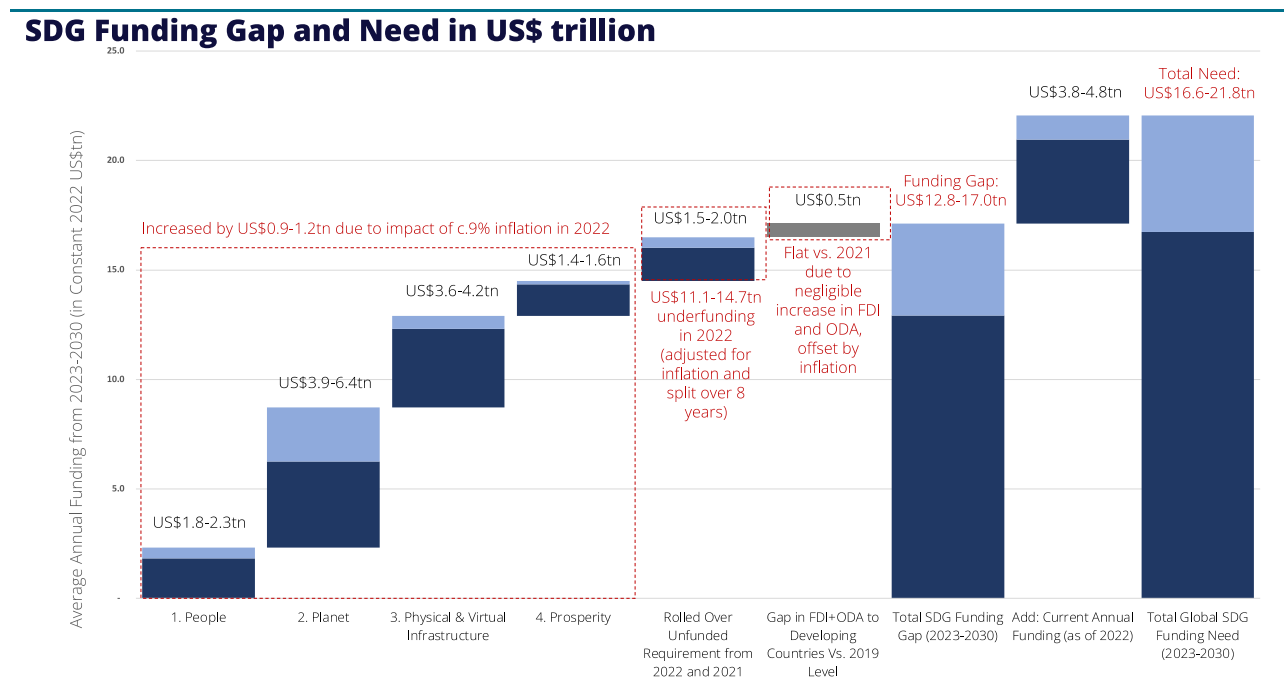 SDG Funding Gap and Need in US$ trillion
Average Annual Funding from 2023-2030 (in Constant 2022 US$tn)
25.0
20.0
15.0
10.0
5.0
-
Increased by US$0.9-1.2tn due to impact of c.9% inflation in 2022
US$1.8-2.3tn
US$3.9-6.4tn
US$3.6-4.2tn
US$1.4-1.6tn
US$1.5-2.0tn
US$11.1-14.7tn
underfunding
in 2022
(adjusted for
inflation and
split over 8
years)
US$0.5tn
Flat vs. 2021
due to
negligible
increase in FDI
and ODA,
offset by
inflation
Funding Gap:
US$12.8-17.0tn
US$3.8-4.8tn
Total Need:
US$16.6-21.8tn
1. People
2. Planet
3. Physical & Virtual
Infrastructure
4. Prosperity
Rolled Over
Unfunded
Requirement from
2022 and 2021
Gap in FDI+ODA to
Developing
Countries Vs. 2019
Level
Total SDG Funding
Gap (2023-2030)
Add: Current Annual
Funding (as of 2022)
Total Global SDG
Funding Need
(2023-2030)